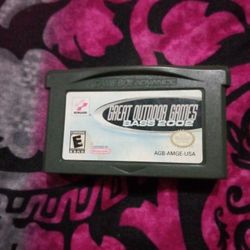 GAME BOY ADVANCE
KONAMI
GREAT OUTDOOR GAMES
BASS 2002
E
AGB-AMGE-USA